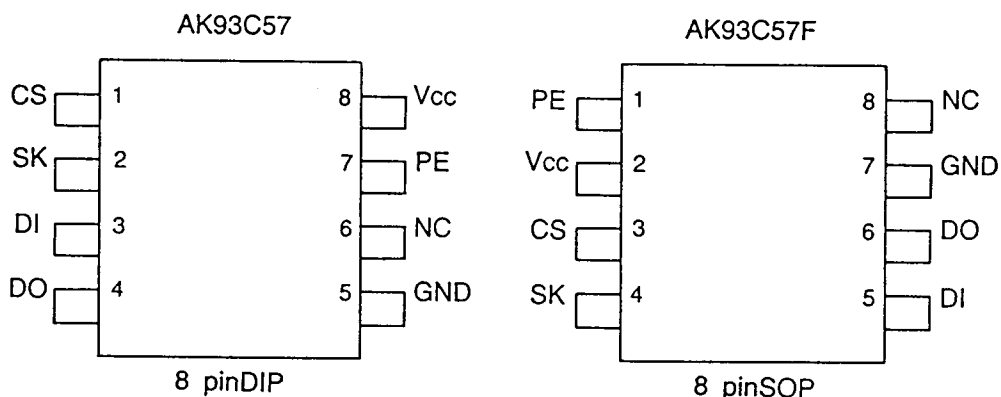 AK93C57
CS 1 8 Vcc
SK 2 7 PE
DI 3 6 NC
DO 4 5 GND
8 pinDIP
AK93C57F
PE 1 8 NC
Vcc 2 7 GND
CS 3 6 DO
SK 4 5 DI
8 pinSOP